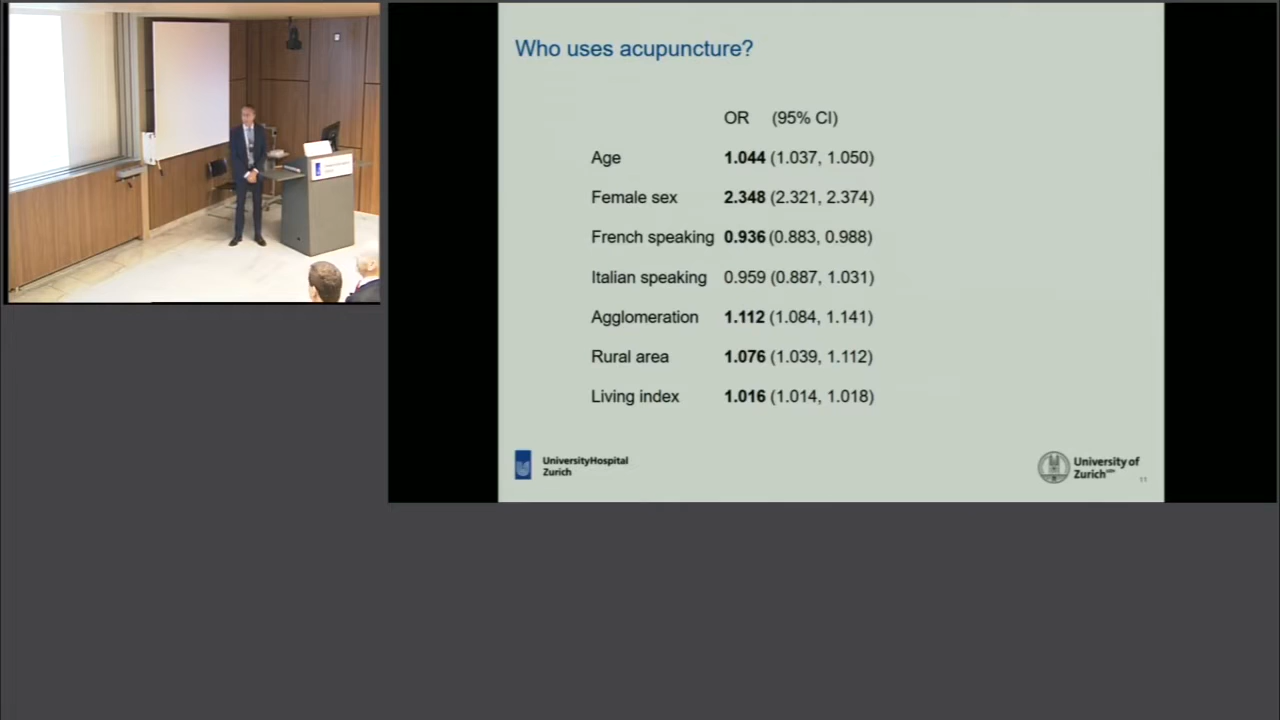 Who uses acupuncture?
OR (95% CI)
Age 1.044 (1.037, 1.050)
Female sex 2.348 (2.321, 2.374)
French speaking 0.936 (0.883, 0.988)
Italian speaking 0.959 (0.887, 1.031)
Agglomeration 1.112 (1.084, 1.141)
Rural area 1.076 (1.039, 1.112)
Living index 1.016 (1.014, 1.018)
UniversityHospital
Zurich
University of
Zurich
11